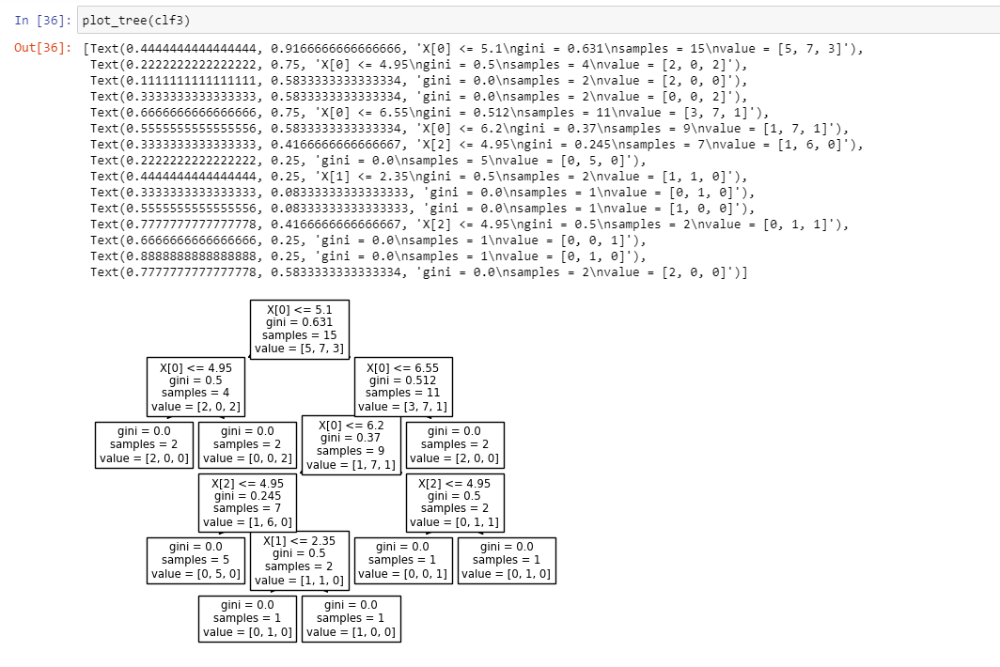 In [36]: plot_tree(clf3)
Out[36]: [Text(0.4444444444444444, 0.9166666666666666, 'X[0] <= 5.1\ngini = 0.631\nsamples = 15\nvalue = [5, 7, 3]'),
Text(0.2222222222222222, 0.75, 'X[0] <= 4.95\ngini = 0.5\nsamples = 4\nvalue = [2, 0, 2]'),
Text(0.1111111111111111, 0.5833333333333334, 'gini = 0.0\nsamples = 2\nvalue = [2, 0, 0]'),
Text(0.3333333333333333, 0.5833333333333334, 'gini = 0.0\nsamples = 2\nvalue = [0, 0, 2]'),
Text(0.6666666666666666, 0.75, 'X[0] <= 6.55\ngini = 0.512\nsamples = 11\nvalue = [3, 7, 1]'),
Text(0.5555555555555556, 0.5833333333333334, 'X[0] <= 6.2\ngini = 0.37\nsamples = 9\nvalue = [1, 7, 1]'),
Text(0.3333333333333333, 0.4166666666666667, 'X[2] <= 4.95\ngini = 0.245\nsamples = 7\nvalue = [1, 6, 0]'),
Text(0.2222222222222222, 0.25, 'gini = 0.0\nsamples = 5\nvalue = [0, 5, 0]'),
Text(0.4444444444444444, 0.25, 'X[1] <= 2.35\ngini = 0.5\nsamples = 2\nvalue = [1, 1, 0]'),
Text(0.3333333333333333, 0.08333333333333333, 'gini = 0.0\nsamples = 1\nvalue = [0, 1, 0]'),
Text(0.5555555555555556, 0.08333333333333333, 'gini = 0.0\nsamples = 1\nvalue = [1, 0, 0]'),
Text(0.7777777777777778, 0.4166666666666667, 'X[2] <= 4.95\ngini = 0.5\nsamples = 2\nvalue = [0, 1, 1]'),
Text(0.6666666666666666, 0.25, 'gini = 0.0\nsamples = 1\nvalue = [0, 0, 1]'),
Text(0.8888888888888888, 0.25, 'gini = 0.0\nsamples = 1\nvalue = [0, 1, 0]'),
Text(0.7777777777777778, 0.5833333333333334, 'gini = 0.0\nsamples = 2\nvalue = [2, 0, 0]')]
X[0] <= 5.1
gini = 0.631
samples = 15
value = [5, 7, 3]
X[0] <= 4.95
gini = 0.5
samples = 4
value = [2, 0, 2]
X[0] <= 6.55
gini = 0.512
samples = 11
value = [3, 7, 1]
gini = 0.0
samples = 2
value = [2, 0, 0]
gini = 0.0
samples = 2
value = [0, 0, 2]
X[0] <= 6.2
gini = 0.37
samples = 9
value = [1, 7, 1]
gini = 0.0
samples = 2
value = [2, 0, 0]
X[2] <= 4.95
gini = 0.245
samples = 7
value = [1, 6, 0]
X[2] <= 4.95
gini = 0.5
samples = 2
value = [0, 1, 1]
gini = 0.0
samples = 5
value = [0, 5, 0]
X[1] <= 2.35
gini = 0.5
samples = 2
value = [1, 1, 0]
gini = 0.0
samples = 1
value = [0, 0, 1]
gini = 0.0
samples = 1
value = [0, 1, 0]
gini = 0.0
samples = 1
value = [0, 1, 0]
gini = 0.0
samples = 1
value = [1, 0, 0]